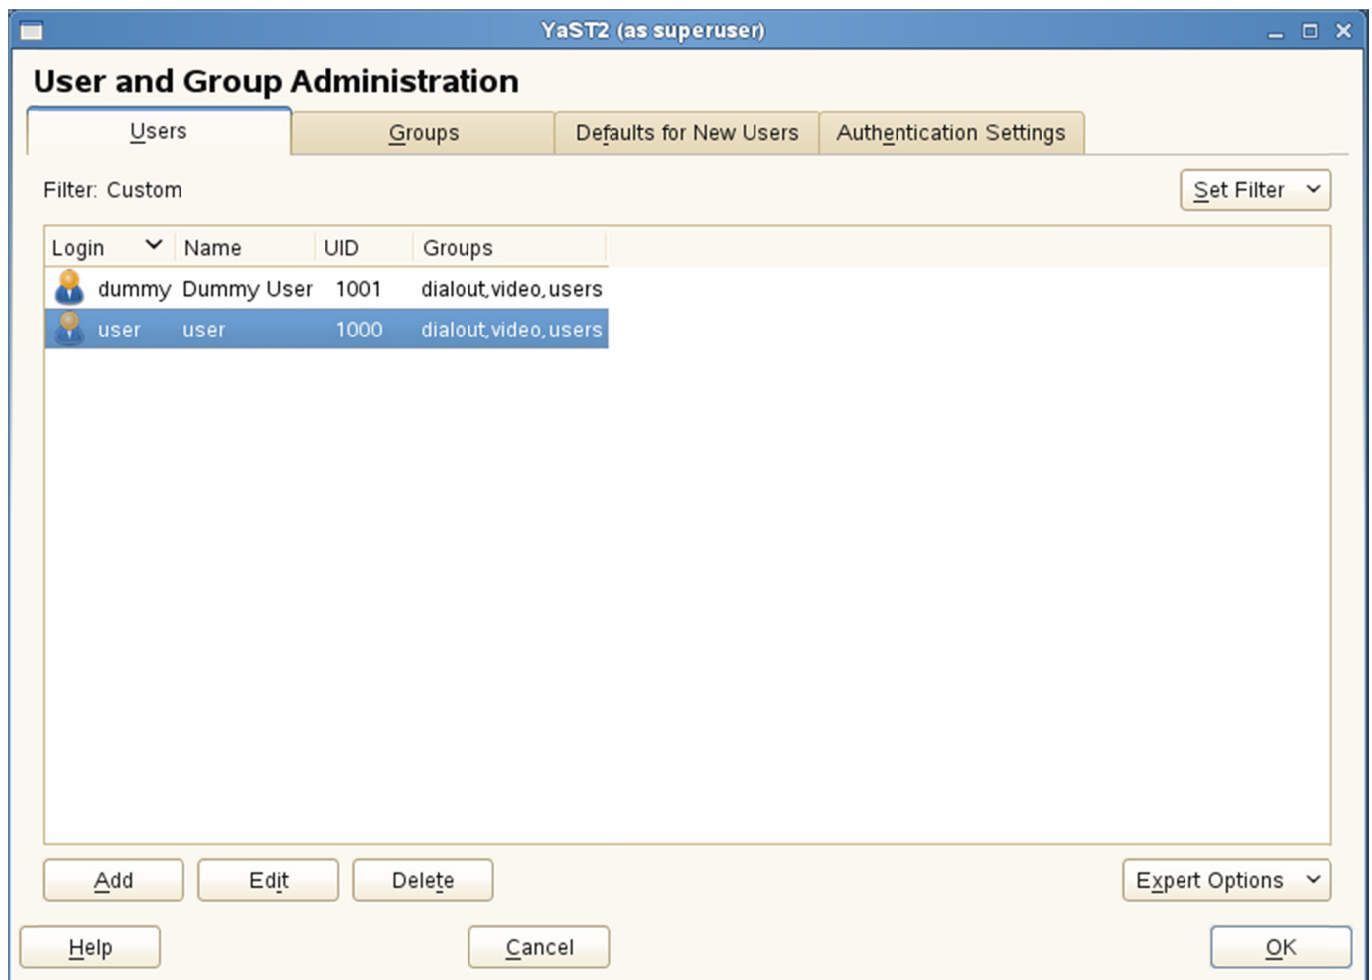 YaST2 (as superuser)
User and Group Administration
Users Groups Defaults for New Users Authentication Settings
Filter: Custom Set Filter
Login Name UID Groups
dummy Dummy User 1001 dialout,video,users
user user 1000 dialout,video,users
Add Edit Delete Expert Options
Help Cancel OK